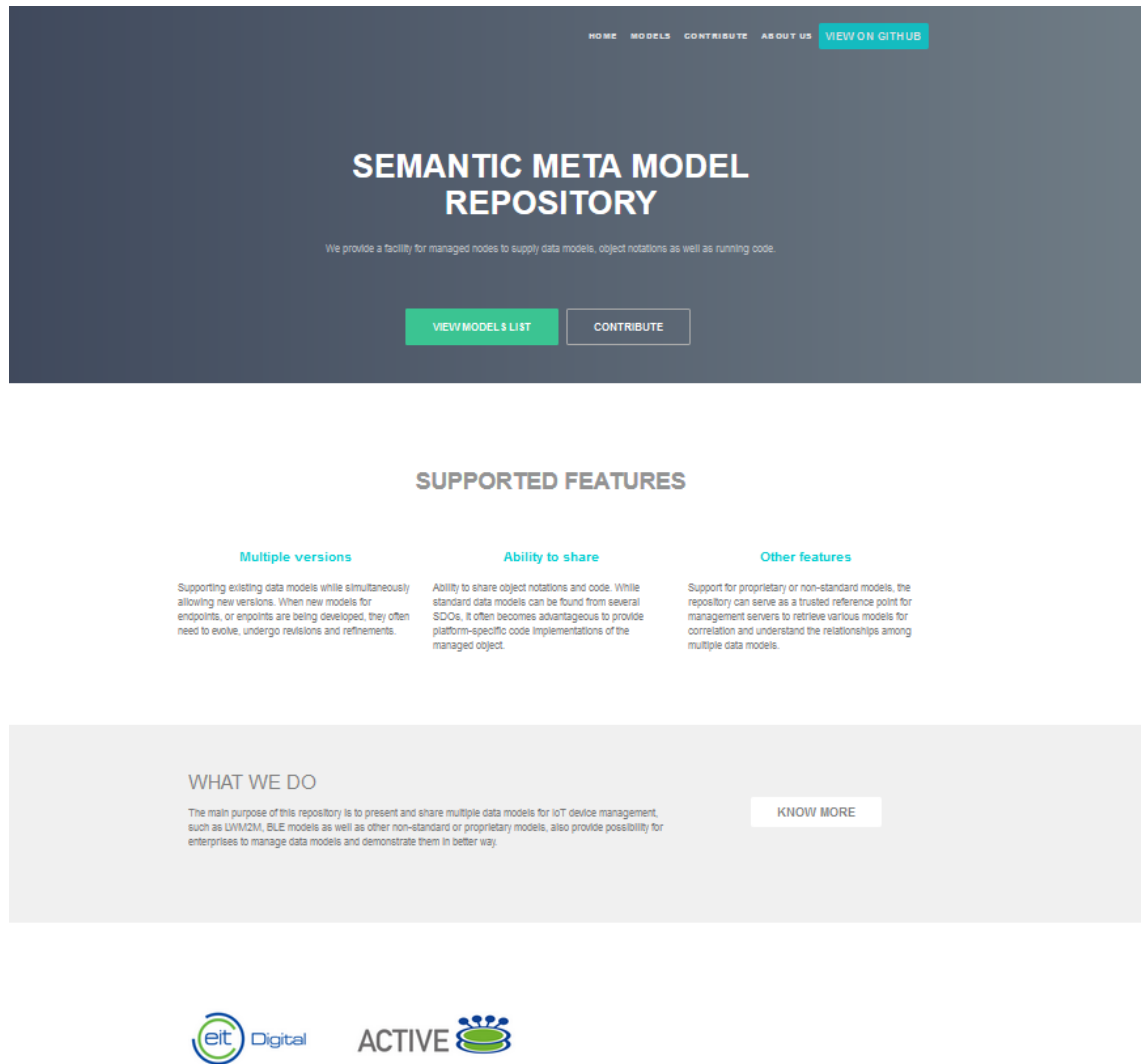 HOME MODELS CONTRIBUTE ABOUT US VIEW ON GITHUB
SEMANTIC META MODEL
REPOSITORY
We provide a facility for managed nodes to supply data models, object notations as well as running code.
VIEW MODELS LIST CONTRIBUTE
SUPPORTED FEATURES
Multiple versions
Supporting existing data models while simultaneously
allowing new versions. When new models for
endpoints, or enpoints are being developed, they often
need to evolve, undergo revisions and refinements.
Ability to share
Ability to share object notations and code. While
standard data models can be found from several
SDOs, it often becomes advantageous to provide
platform-specific code implementations of the
managed object.
Other features
Support for proprietary or non-standard models, the
repository can serve as a trusted reference point for
management servers to retrieve various models for
correlation and understand the relationships among
multiple data models.
WHAT WE DO
The main purpose of this repository is to present and share multiple data models for IoT device management,
such as LWM2M, BLE models as well as other non-standard or proprietary models, also provide possibility for
enterprises to manage data models and demonstrate them in better way.
KNOW MORE
eit Digital
ACTIVE